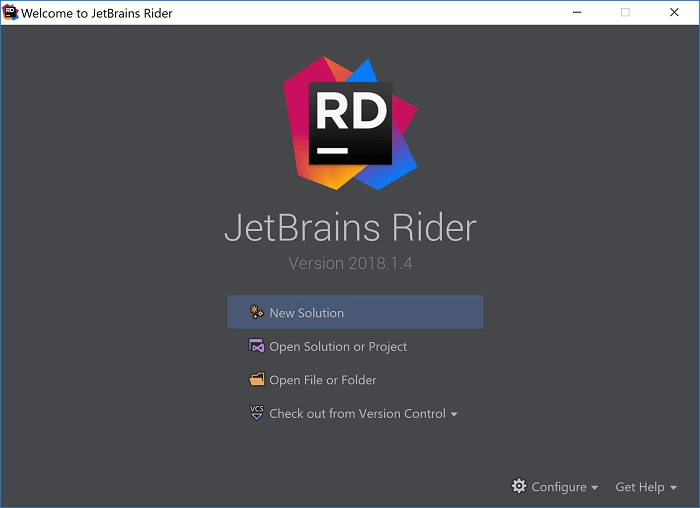 Welcome to JetBrains Rider
RD
JetBrains Rider
Version 2018.1.4
New Solution
Open Solution or Project
Open File or Folder
VCS
Check out from Version Control
Configure
Get Help